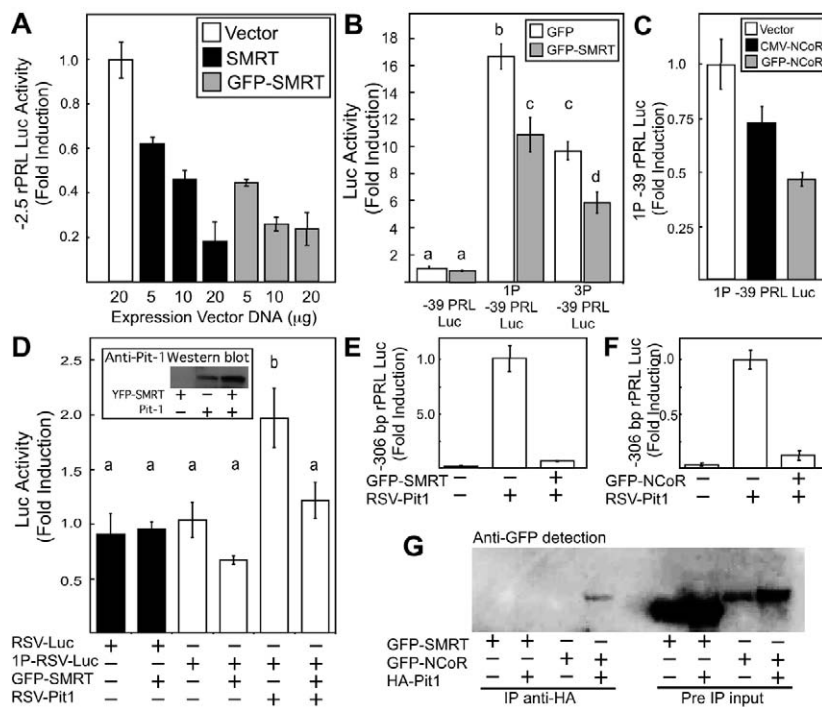 A
-2.5 rPRL Luc Activity
(Fold Induction)
1.0
0.8
0.6
0.4
0.2
Vector
SMRT
GFP-SMRT
20 5 10 20 5 10 20
Expression Vector DNA (μg)
B
Luc Activity
(Fold Induction)
18
16
14
12
10
8
6
4
2
GFP
GFP-SMRT
a a b c c d
-39 PRL
Luc
1P
-39 PRL
Luc
3P
-39 PRL
Luc
C
1P -39 rPRL Luc
(Fold Induction)
1.0
0.75
0.5
0.25
Vector
CMV-NCoR
GFP-NCoR
1P -39 PRL Luc
D
Luc Activity
(Fold Induction)
2.5
2.0
1.5
1.0
0.5
Anti-Pit-1 Western blot
YFP-SMRT + − +
Pit-1 − + +
a a a a b a
RSV-Luc + + − − − −
1P-RSV-Luc − − + + + +
GFP-SMRT − + − + − +
RSV-Pit1 − − − − + +
E
-306 bp rPRL Luc
(Fold Induction)
1.0
5.0
GFP-SMRT − − +
RSV-Pit1 − + +
F
-306 bp rPRL Luc
(Fold Induction)
1.0
5.0
GFP-NCoR − − +
RSV-Pit1 − + +
G
Anti-GFP detection
GFP-SMRT + + − − + + − −
GFP-NCoR − − + + − − + +
HA-Pit1 − + − + − + − +
IP anti-HA Pre IP input